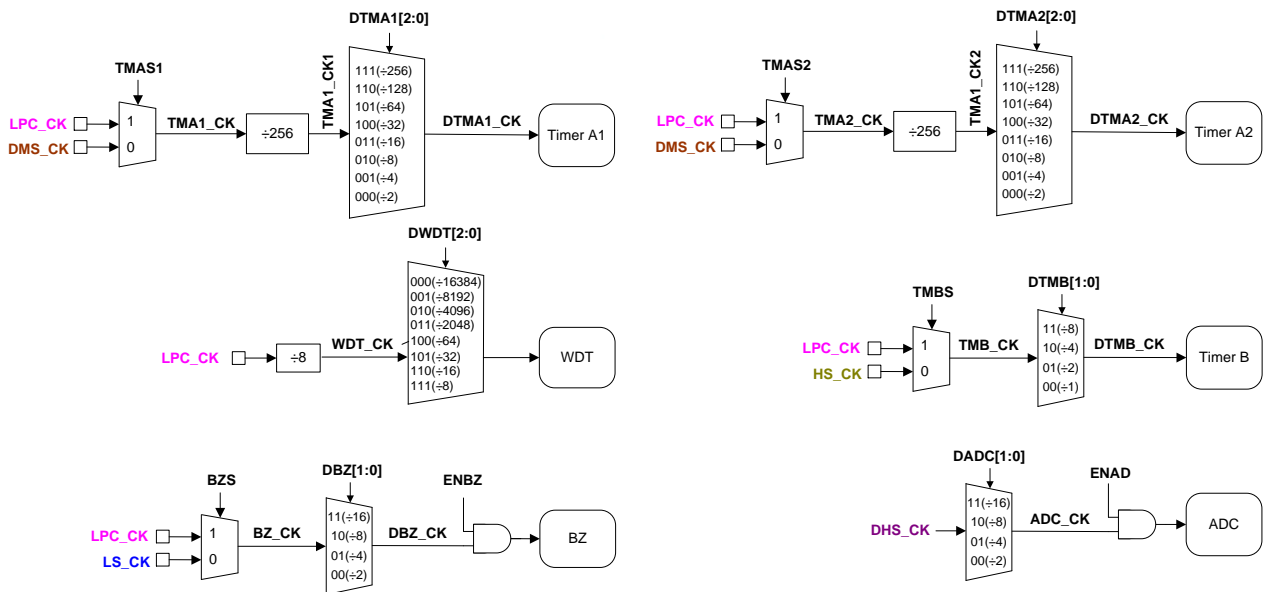 DTMA1[2:0]
TMAS1
LPC_CK
DMS_CK
1
0
TMA1_CK
÷256
TMA1_CK1
111(÷256)
110(÷128)
101(÷64)
100(÷32)
011(÷16)
010(÷8)
001(÷4)
000(÷2)
DTMA1_CK
Timer A1
DTMA2[2:0]
TMAS2
LPC_CK
DMS_CK
1
0
TMA2_CK
÷256
TMA1_CK2
111(÷256)
110(÷128)
101(÷64)
100(÷32)
011(÷16)
010(÷8)
001(÷4)
000(÷2)
DTMA2_CK
Timer A2
DWDT[2:0]
LPC_CK
÷8
WDT_CK
000(÷16384)
001(÷8192)
010(÷4096)
011(÷2048)
100(÷64)
101(÷32)
110(÷16)
111(÷8)
WDT
DTMB[1:0]
TMBS
LPC_CK
HS_CK
1
0
TMB_CK
11(÷8)
10(÷4)
01(÷2)
00(÷1)
DTMB_CK
Timer B
DBZ[1:0]
BZS
ENBZ
LPC_CK
LS_CK
1
0
BZ_CK
11(÷16)
10(÷8)
01(÷4)
00(÷2)
DBZ_CK
BZ
DADC[1:0]
ENAD
DHS_CK
11(÷16)
10(÷8)
01(÷4)
00(÷2)
ADC_CK
ADC